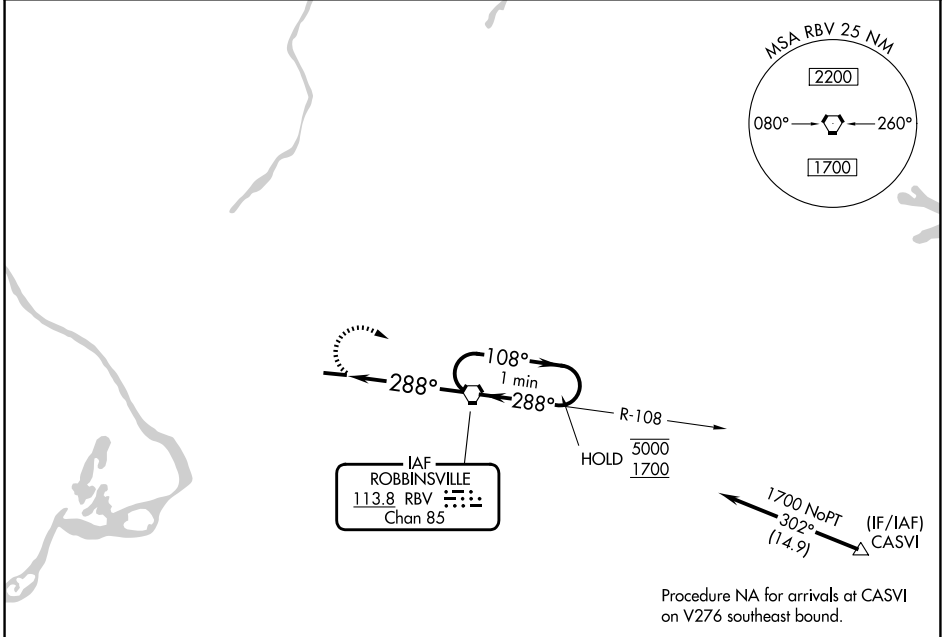 MSA RBV 25 NM
2200
080°
260°
1700
108°
1 min
288°
288°
R-108
HOLD
5000
1700
IAF
ROBBINSVILLE
113.8 RBV
Chan 85
1700 NoPT
302°
(14.9)
(IF/IAF)
CASVI
Procedure NA for arrivals at CASVI
on V276 southeast bound.